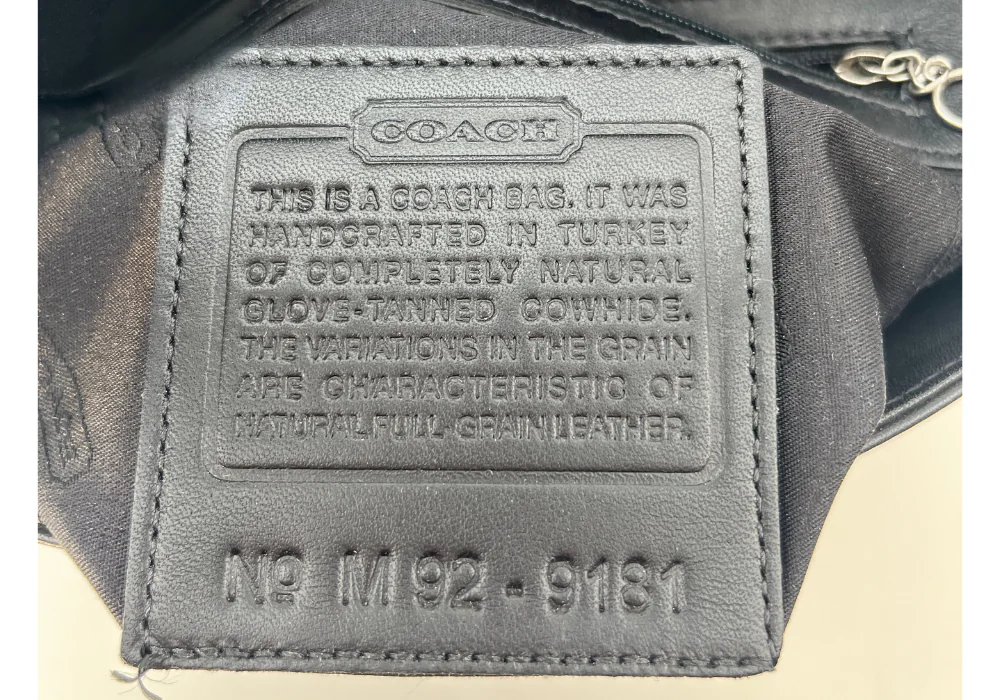 COACH
THIS IS A COACH BAG. IT WAS
HANDCRAFTED IN TURKEY
OF COMPLETELY NATURAL
GLOVE-TANNED COWHIDE.
THE VARIATIONS IN THE GRAIN
ARE CHARACTERISTIC OF
NATURAL FULL GRAIN LEATHER.
Nº M92-9181